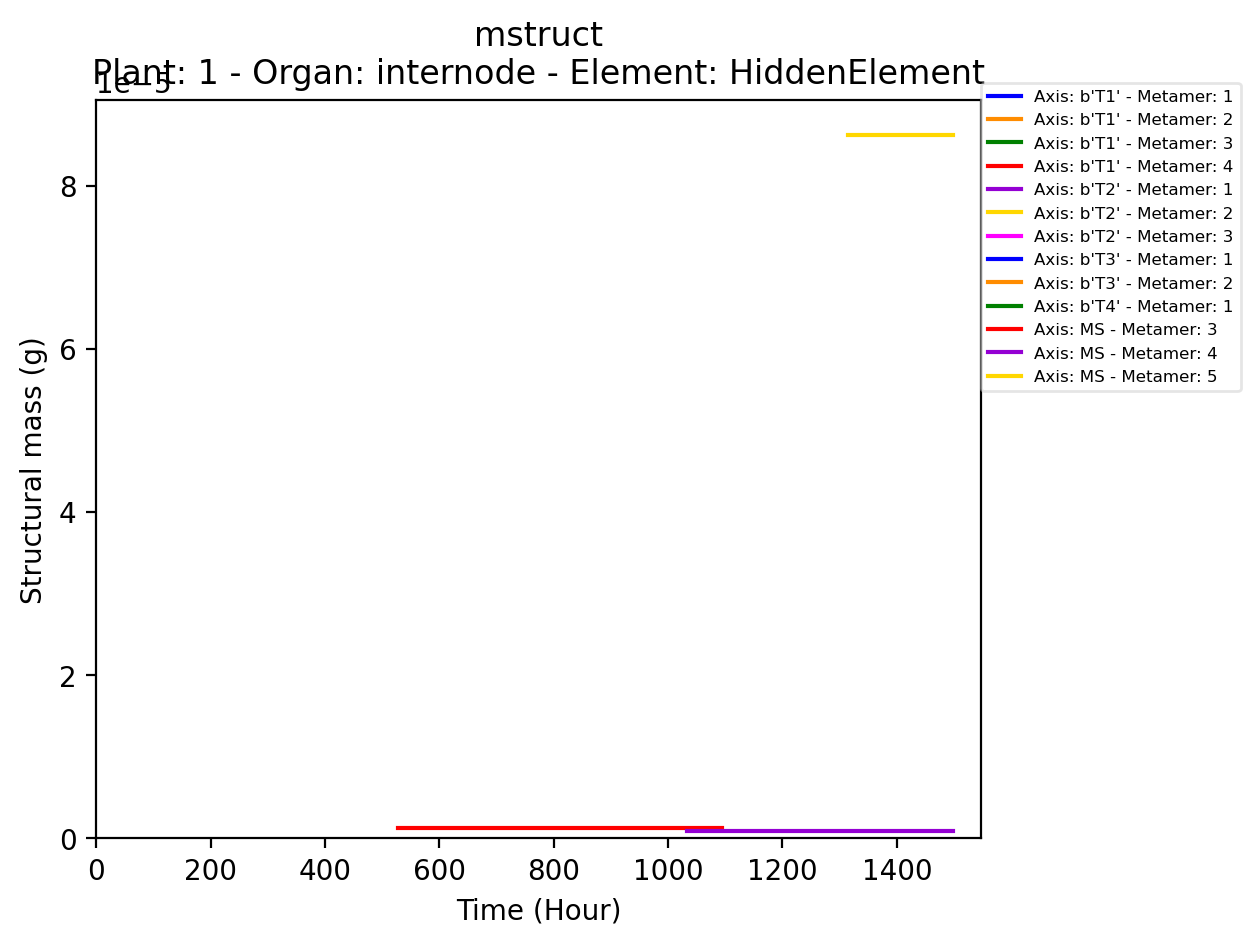 mstruct
Plant: 1 - Organ: internode - Element: HiddenElement
1e−5
Axis: b'T1' - Metamer: 1
Axis: b'T1' - Metamer: 2
Axis: b'T1' - Metamer: 3
Axis: b'T1' - Metamer: 4
Axis: b'T2' - Metamer: 1
Axis: b'T2' - Metamer: 2
Axis: b'T2' - Metamer: 3
Axis: b'T3' - Metamer: 1
Axis: b'T3' - Metamer: 2
Axis: b'T4' - Metamer: 1
Axis: MS - Metamer: 3
Axis: MS - Metamer: 4
Axis: MS - Metamer: 5
8
6
4
2
0
Structural mass (g)
0 200 400 600 800 1000 1200 1400
Time (Hour)